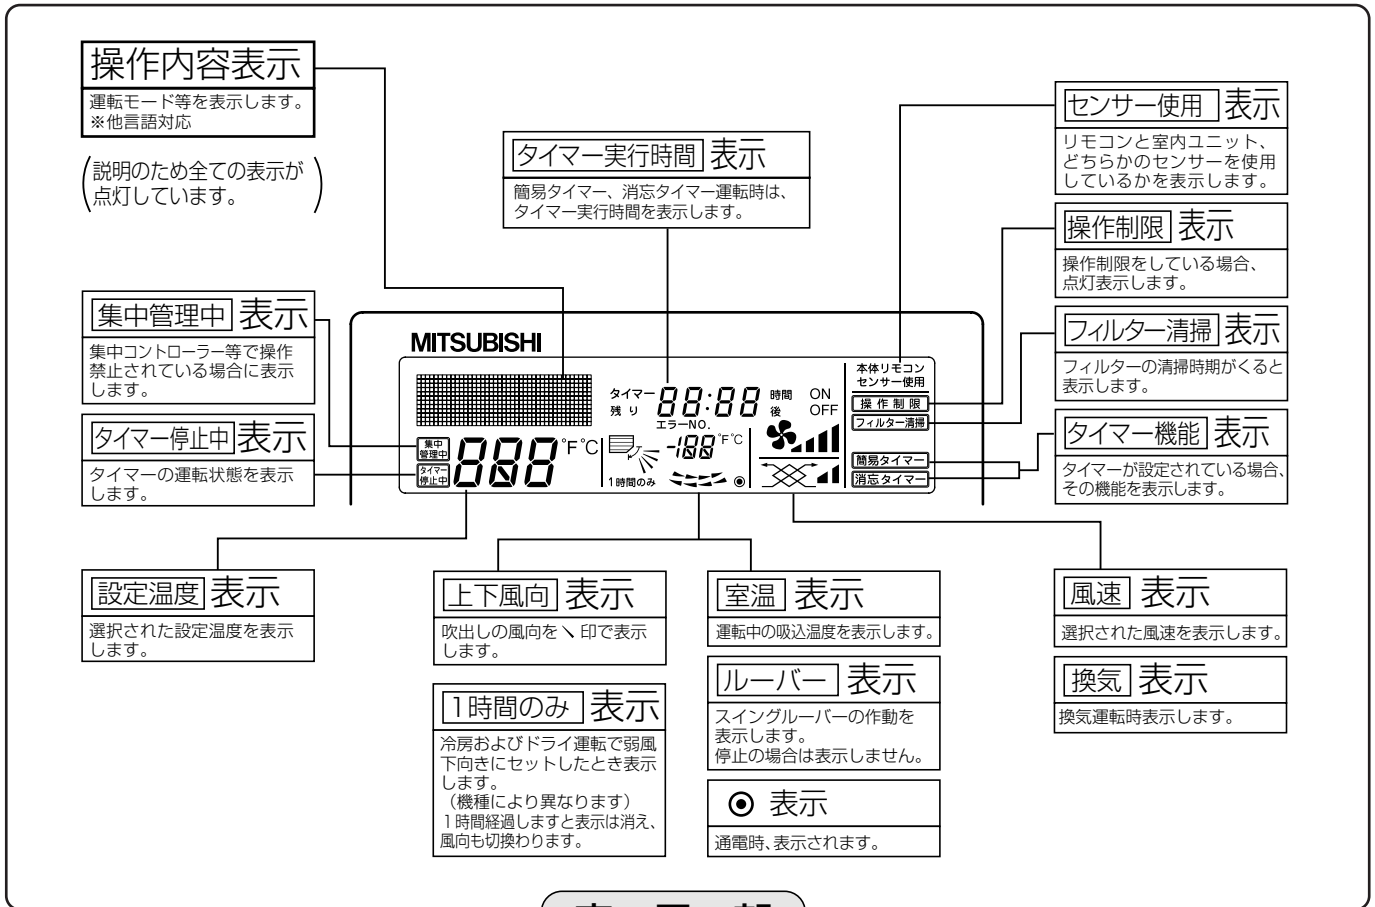 操作内容表示
運転モード等を表示します。
※他言語対応
(説明のため全ての表示が
点灯しています。)
集中管理中 表示
集中コントローラー等で操作
禁止されている場合に表示
します。
タイマー停止中 表示
タイマーの運転状態を表示
します。
設定温度 表示
選択された設定温度を表示
します。
タイマー実行時間 表示
簡易タイマー、消忘タイマー運転時は、
タイマー実行時間を表示します。
MITSUBISHI
タイマー
残り
88:88
時間
後
ON
OFF
エラーNO.
集中
管理中
タイマー
停止中
888
°F°C
1時間のみ
-188
°F°C
本体リモコン
センサー使用
操作制限
フィルター清掃
簡易タイマー
消忘タイマー
センサー使用 表示
リモコンと室内ユニット、
どちらかのセンサーを使用
しているかを表示します。
操作制限 表示
操作制限をしている場合、
点灯表示します。
フィルター清掃 表示
フィルターの清掃時期がくると
表示します。
タイマー機能 表示
タイマーが設定されている場合、
その機能を表示します。
上下風向 表示
吹出しの風向を\印で表示
します。
1時間のみ 表示
冷房およびドライ運転で弱風
下向きにセットしたとき表示
します。
(機種により異なります)
1時間経過しますと表示は消え、
風向も切換わります。
室温 表示
運転中の吸込温度を表示します。
ルーバー 表示
スイングルーバーの作動を
表示します。
停止の場合は表示しません。
⦿ 表示
通電時、表示されます。
風速 表示
選択された風速を表示します。
換気 表示
換気運転時表示します。